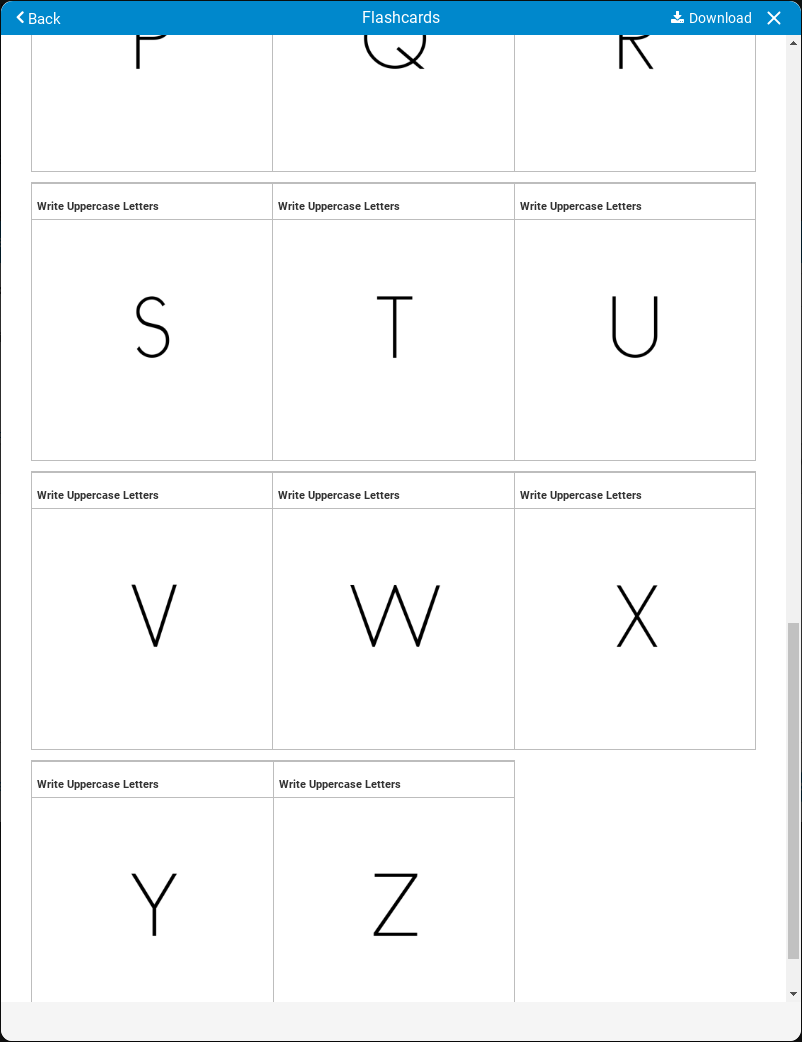 Back Flashcards Download
P Q R
Write Uppercase Letters Write Uppercase Letters Write Uppercase Letters
S T U
Write Uppercase Letters Write Uppercase Letters Write Uppercase Letters
V W X
Write Uppercase Letters Write Uppercase Letters
Y Z